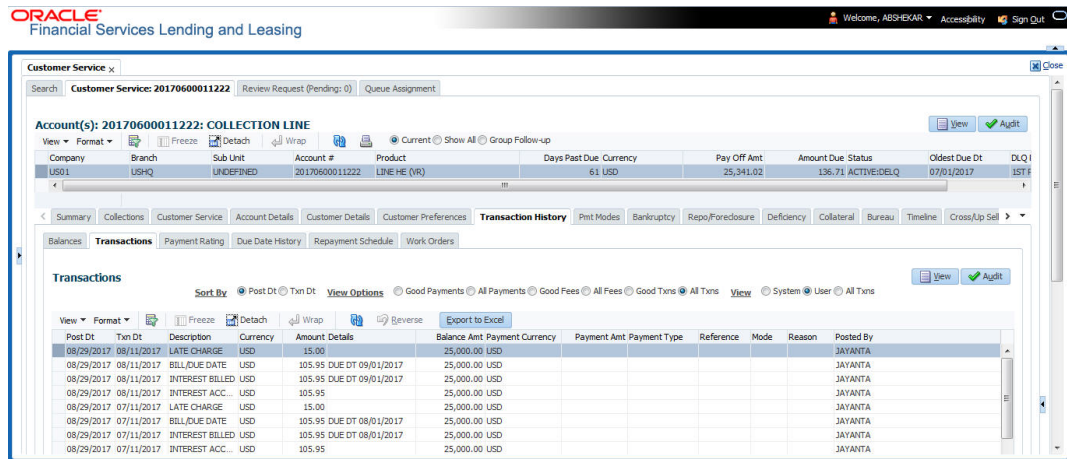 ORACLE
Financial Services Lending and Leasing
Welcome, ABSHEKAR Accessibility Sign Out
Customer Service x
Close
Search Customer Service: 20170600011222 Review Request (Pending: 0) Queue Assignment
Account(s): 20170600011222: COLLECTION LINE
View Audit
View Format Freeze Detach Wrap Current Show All Group Follow-up
Company Branch Sub Unit Account # Product Days Past Due Currency Pay Off Amt Amount Due Status Oldest Due Dt DLQ
US01 USHQ UNDEFINED 20170600011222 LINE HE (VR) 61 USD 25,341.02 136.71 ACTIVE:DELQ 07/01/2017 1ST
Summary Collections Customer Service Account Details Customer Details Customer Preferences Transaction History Pmt Modes Bankruptcy Repo/Foreclosure Deficiency Collateral Bureau Timeline Cross/Up Sell
Balances Transactions Payment Rating Due Date History Repayment Schedule Work Orders
Transactions
View Audit
Sort By Post Dt Txn Dt View Options Good Payments All Payments Good Fees All Fees Good Txns All Txns View System User All Txns
View Format Freeze Detach Wrap Reverse Export to Excel
Post Dt Txn Dt Description Currency Amount Details Balance Amt Payment Currency Payment Amt Payment Type Reference Mode Reason Posted By
08/29/2017 08/11/2017 LATE CHARGE USD 15.00 25,000.00 USD JAYANTA
08/29/2017 08/11/2017 BILL/DUE DATE USD 105.95 DUE DT 09/01/2017 25,000.00 USD JAYANTA
08/29/2017 08/11/2017 INTEREST BILLED USD 105.95 DUE DT 09/01/2017 25,000.00 USD JAYANTA
08/29/2017 08/11/2017 INTEREST ACC... USD 105.95 25,000.00 USD JAYANTA
08/29/2017 07/11/2017 LATE CHARGE USD 15.00 25,000.00 USD JAYANTA
08/29/2017 07/11/2017 BILL/DUE DATE USD 105.95 DUE DT 08/01/2017 25,000.00 USD JAYANTA
08/29/2017 07/11/2017 INTEREST BILLED USD 105.95 DUE DT 08/01/2017 25,000.00 USD JAYANTA
08/29/2017 07/11/2017 INTEREST ACC... USD 105.95 25,000.00 USD JAYANTA